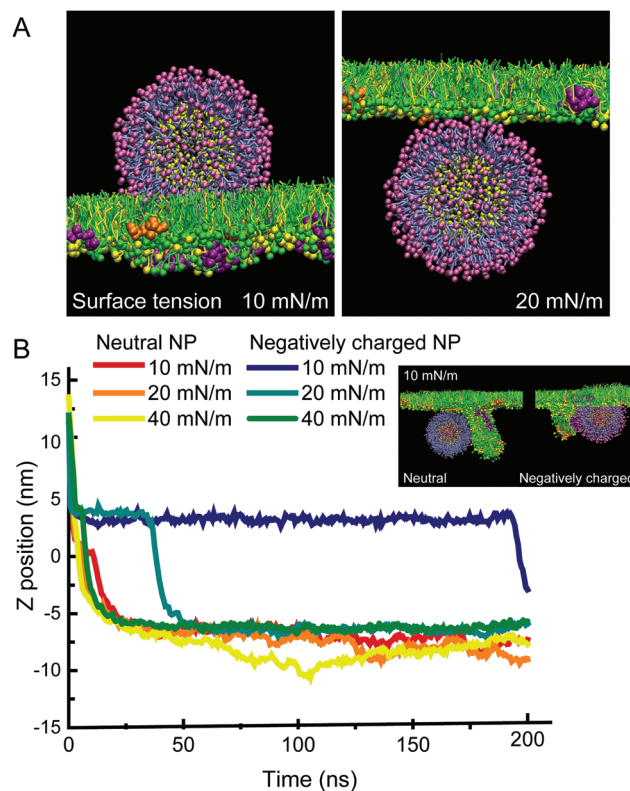 A
Surface tension 10 mN/m
20 mN/m
B
Neutral NP Negatively charged NP
10 mN/m 10 mN/m
20 mN/m 20 mN/m
40 mN/m 40 mN/m
10 mN/m
Neutral Negatively charged
Z position (nm)
15
10
5
0
-5
-10
-15
0 50 100 150 200
Time (ns)